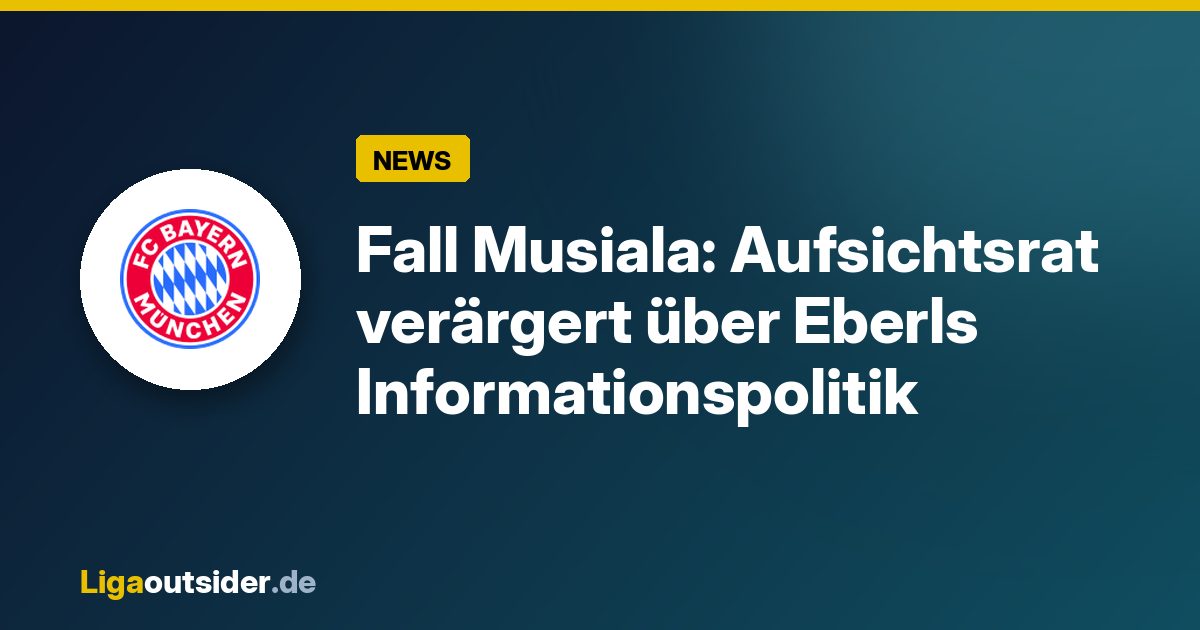 FC BAYERN
MÜNCHEN
NEWS
Fall Musiala: Aufsichtsrat
verärgert über Eberls
Informationspolitik
Ligaoutsider.de